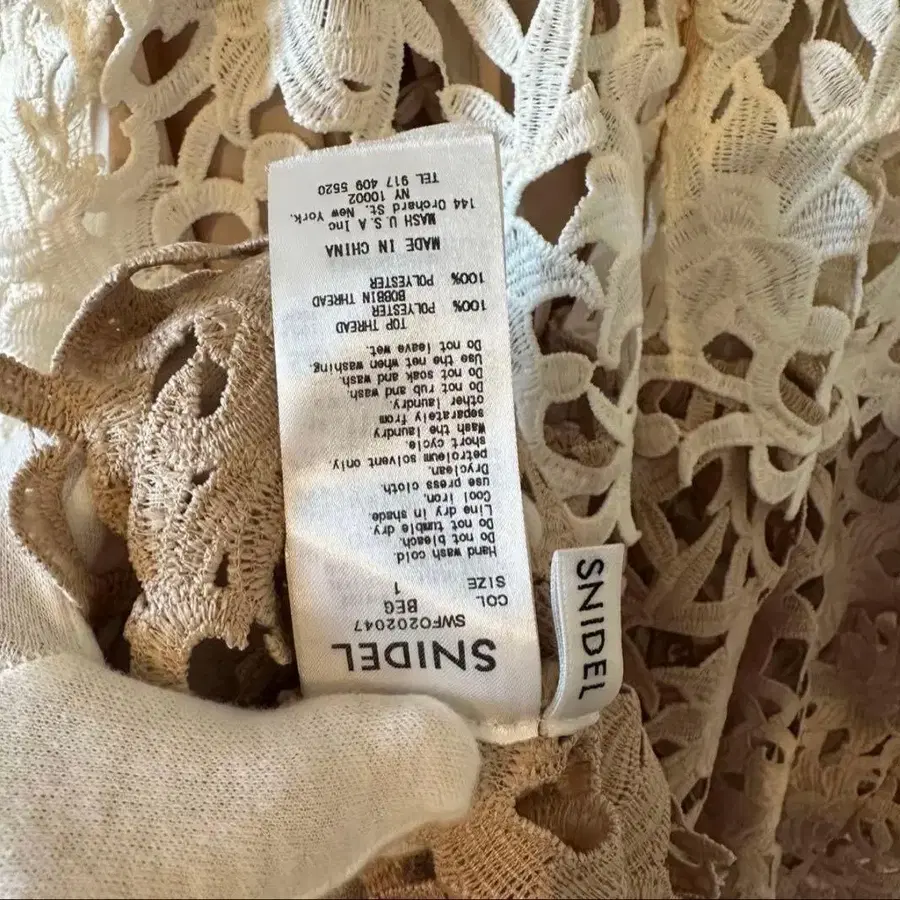 SNIDEL
SWFO202047
COL BEG
SIZE 1
Hand wash cold.
Do not bleach.
Do not tumble dry
Line dry in shade
Cool iron.
use press cloth.
Dryclean.
petroleum solvent only.
short cycle.
Wash the laundry
separately from
other laundry.
Do not rub and wash.
Do not soak and wash.
Use the net when washing.
Do not leave wet.
TOP THREAD
100% POLYESTER
BOBBIN THREAD
100% POLYESTER
MADE IN CHINA
MASH U.S.A Inc
144 Orchard St. New York.
NY 10002
TEL 917 409 5520
SNIDEL